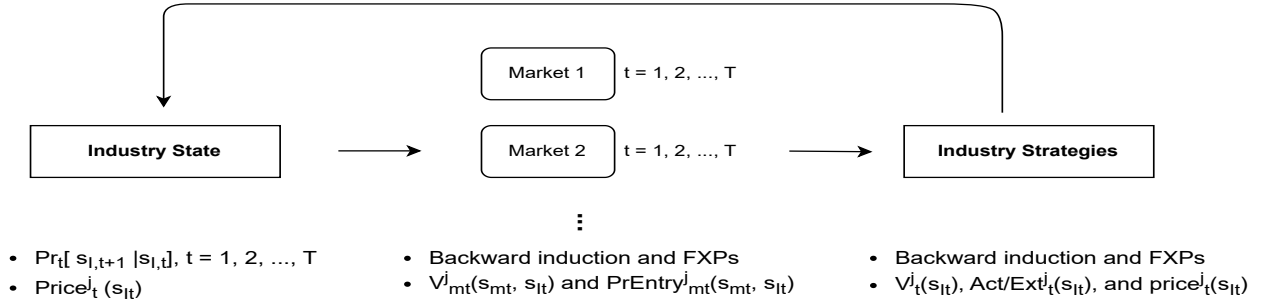 Market 1 t = 1, 2, ..., T
Industry State
Market 2 t = 1, 2, ..., T
Industry Strategies
⋮
• Pr_t[ s_{I,t+1} |s_{I,t}], t = 1, 2, ..., T
• Price^j_t (s_{It})
• Backward induction and FXPs
• V^j_{mt}(s_{mt}, s_{It}) and PrEntry^j_{mt}(s_{mt}, s_{It})
• Backward induction and FXPs
• V^j_t(s_{It}), Act/Ext^j_t(s_{It}), and price^j_t(s_{It})